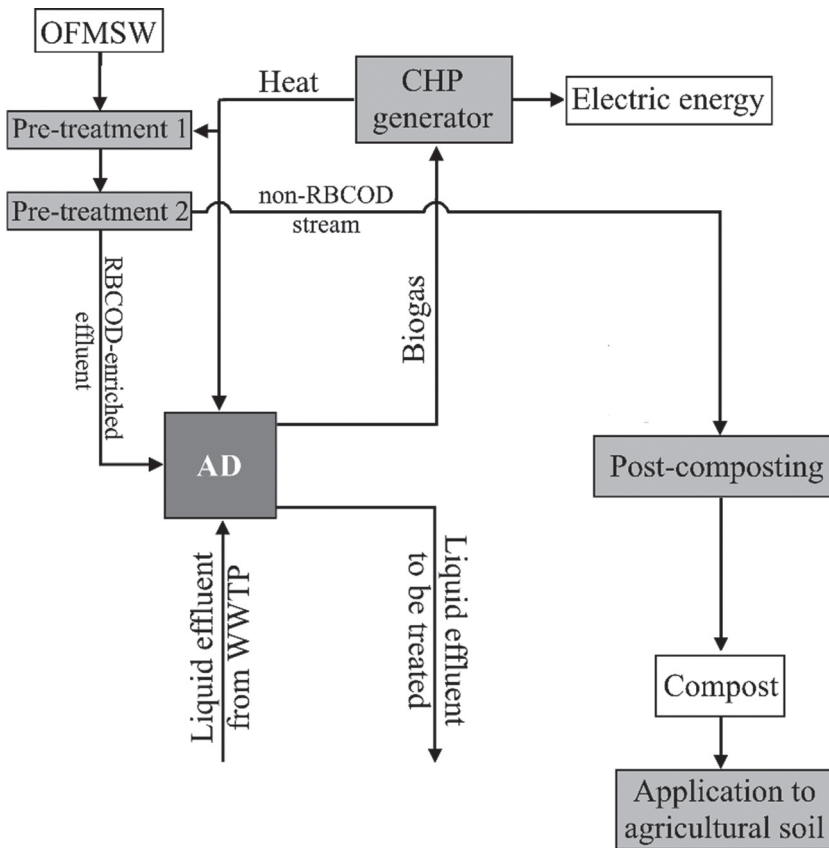 OFMSW
Heat
CHP
generator
Electric energy
Pre-treatment 1
Pre-treatment 2
non-RBCOD
stream
RBCOD-enriched
effluent
Biogas
AD
Post-composting
Liquid effluent
from WWTP
Liquid effluent
to be treated
Compost
Application to
agricultural soil